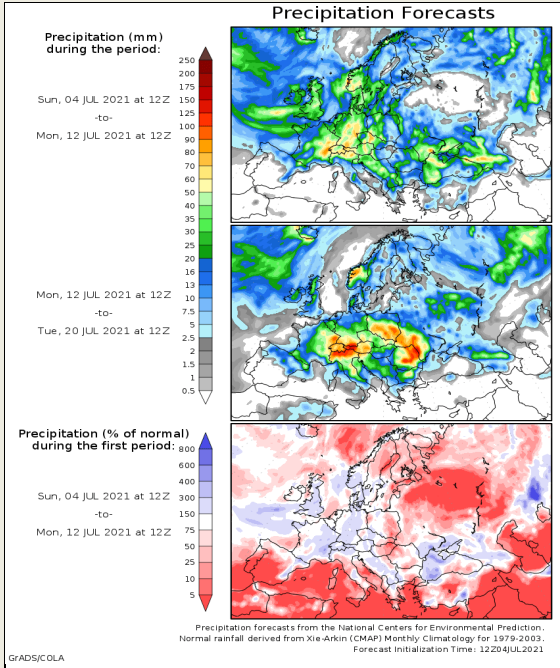 Precipitation Forecasts
Precipitation (mm)
during the period:
Sun, 04 JUL 2021 at 12Z
-to-
Mon, 12 JUL 2021 at 12Z
250
200
175
150
125
100
90
80
70
60
50
40
35
30
25
20
16
13
10
7.5
5
2.5
2
1.5
1
0.5
Mon, 12 JUL 2021 at 12Z
-to-
Tue, 20 JUL 2021 at 12Z
Precipitation (% of normal)
during the first period:
Sun, 04 JUL 2021 at 12Z
-to-
Mon, 12 JUL 2021 at 12Z
800
600
400
300
150
75
50
25
10
5
Precipitation forecasts from the National Centers for Environmental Prediction.
Normal rainfall derived from Xie-Arkin (CMAP) Monthly Climatology for 1979-2003.
Forecast Initialization Time: 12Z04JUL2021
GrADS/COLA